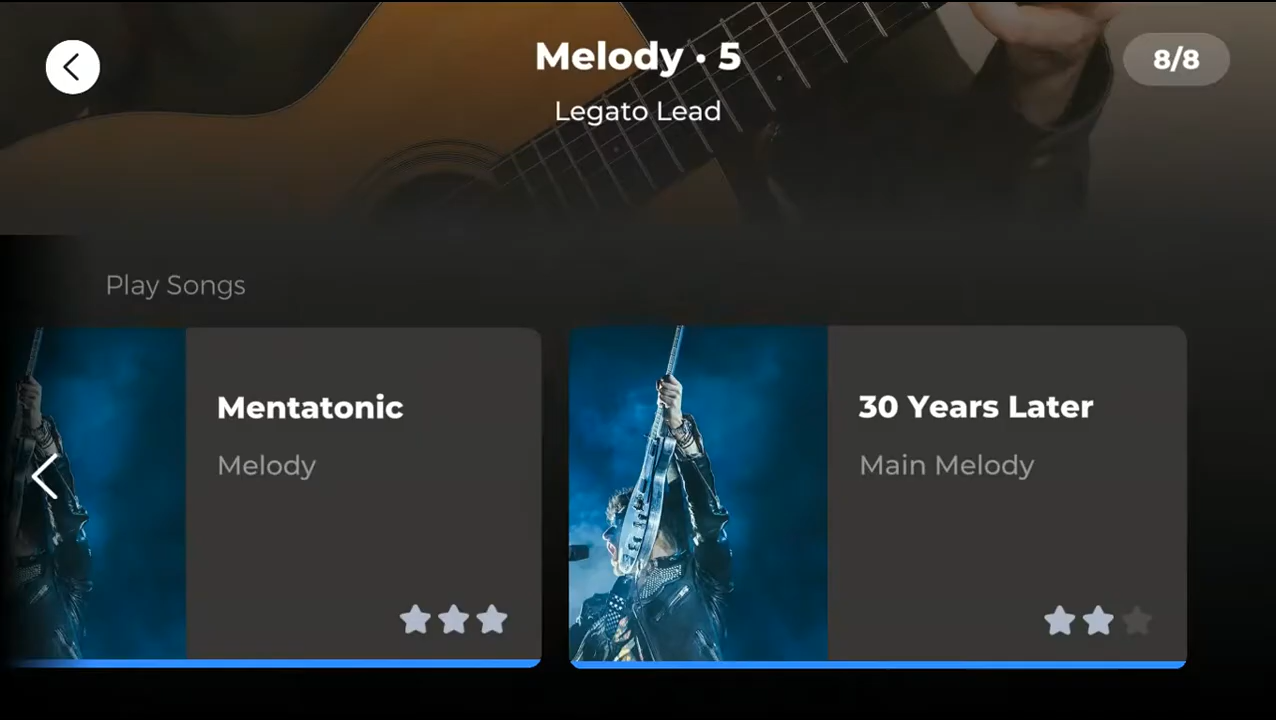 Melody • 5
8/8
Legato Lead
Play Songs
Mentatonic
Melody
30 Years Later
Main Melody